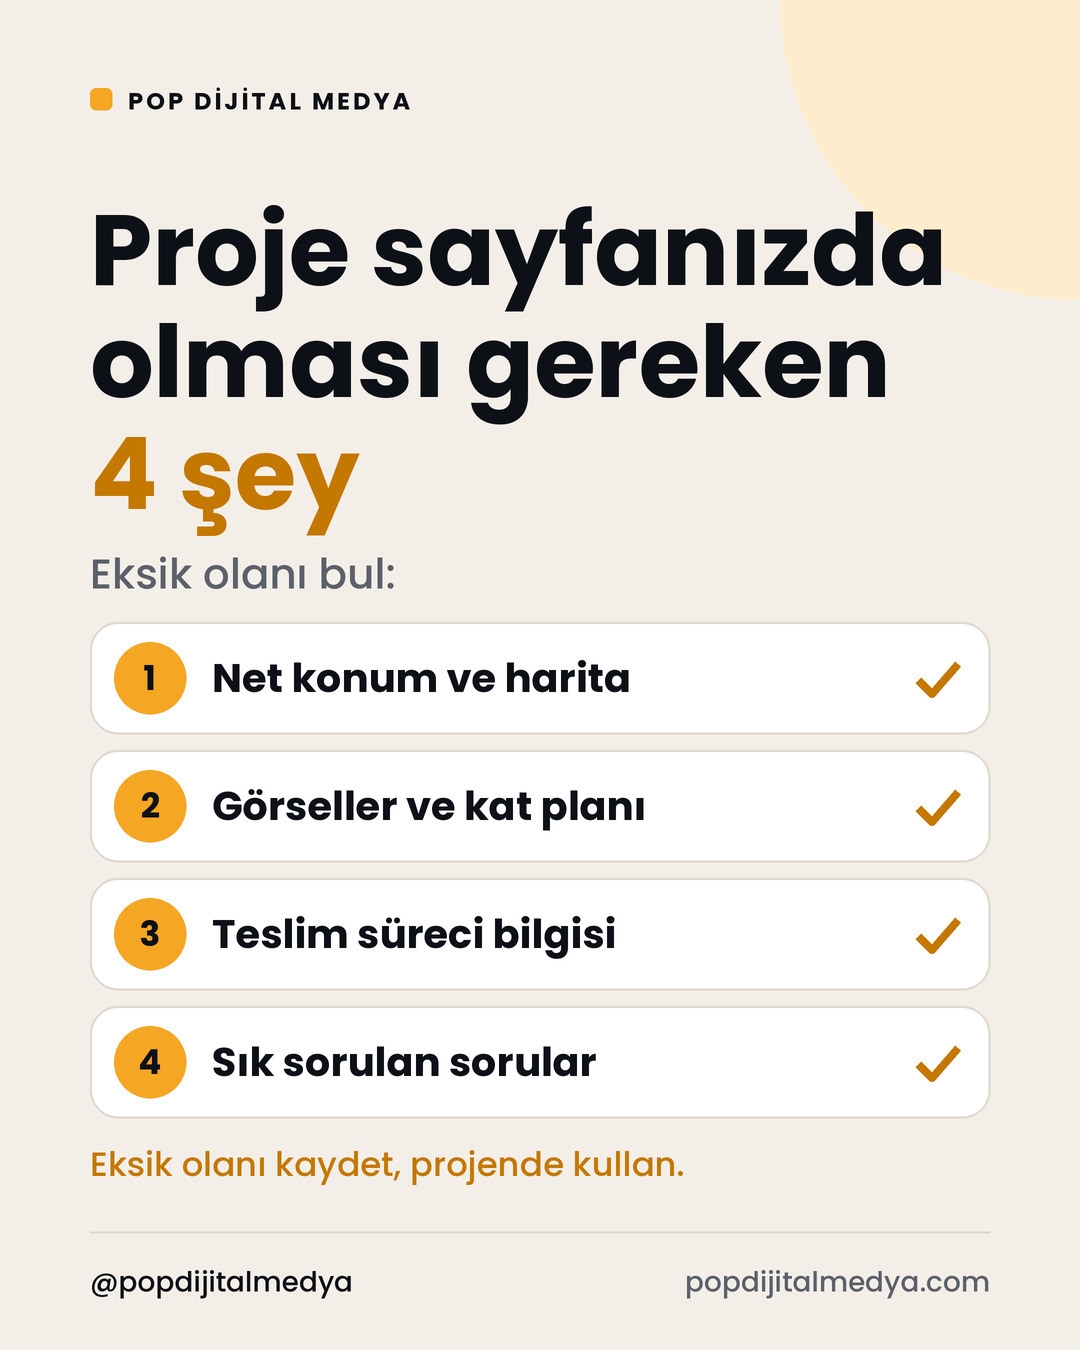 POP DİJİTAL MEDYA
Proje sayfanızda
olması gereken
4 şey
Eksik olanı bul:
1 Net konum ve harita
2 Görseller ve kat planı
3 Teslim süreci bilgisi
4 Sık sorulan sorular
Eksik olanı kaydet, projende kullan.
@popdijitalmedya popdijitalmedya.com